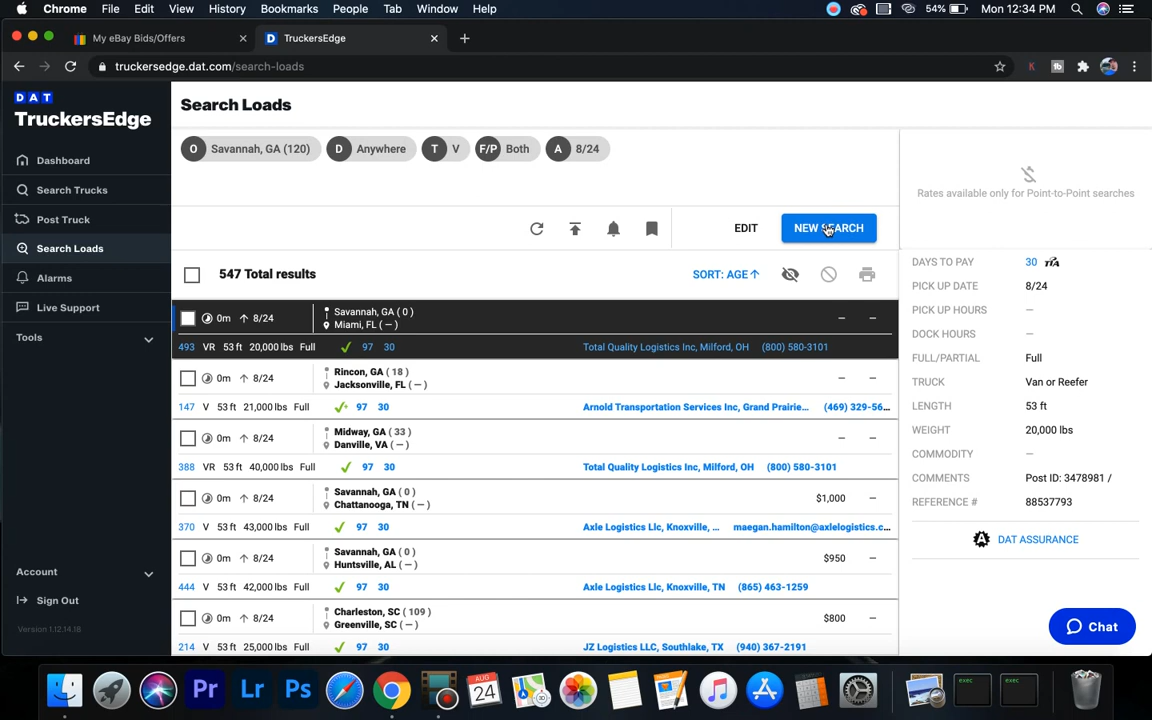 Chrome File Edit View History Bookmarks People Tab Window Help 54% Mon 12:34 PM
My eBay Bids/Offers TruckersEdge
truckersedge.dat.com/search-loads
DAT
TruckersEdge
Dashboard
Search Trucks
Post Truck
Search Loads
Alarms
Live Support
Tools
Account
Sign Out
Version 1.12.14.18
Search Loads
O Savannah, GA (120) D Anywhere T V F/P Both A 8/24
EDIT NEW SEARCH
547 Total results SORT: AGE
0m 8/24 Savannah, GA ( 0 ) – –
Miami, FL ( – )
493 VR 53 ft 20,000 lbs Full 97 30 Total Quality Logistics Inc, Milford, OH (800) 580-3101
0m 8/24 Rincon, GA ( 18 ) – –
Jacksonville, FL ( – )
147 V 53 ft 21,000 lbs Full 97 30 Arnold Transportation Services Inc, Grand Prairie... (469) 329-56...
0m 8/24 Midway, GA ( 33 ) – –
Danville, VA ( – )
388 VR 53 ft 40,000 lbs Full 97 30 Total Quality Logistics Inc, Milford, OH (800) 580-3101
0m 8/24 Savannah, GA ( 0 ) $1,000 –
Chattanooga, TN ( – )
370 V 53 ft 43,000 lbs Full 97 30 Axle Logistics Llc, Knoxville, ... maegan.hamilton@axlelogistics.c...
0m 8/24 Savannah, GA ( 0 ) $950 –
Huntsville, AL ( – )
444 V 53 ft 42,000 lbs Full 97 30 Axle Logistics Llc, Knoxville, TN (865) 463-1259
0m 8/24 Charleston, SC ( 109 ) $800 –
Greenville, SC ( – )
214 V 53 ft 25,000 lbs Full 97 30 JZ Logistics LLC, Southlake, TX (940) 367-2191
Rates available only for Point-to-Point searches
DAYS TO PAY 30 TIA
PICK UP DATE 8/24
PICK UP HOURS –
DOCK HOURS –
FULL/PARTIAL Full
TRUCK Van or Reefer
LENGTH 53 ft
WEIGHT 20,000 lbs
COMMODITY –
COMMENTS Post ID: 3478981 /
REFERENCE # 88537793
DAT ASSURANCE
Chat
Pr Lr Ps AUG 24 exec exec